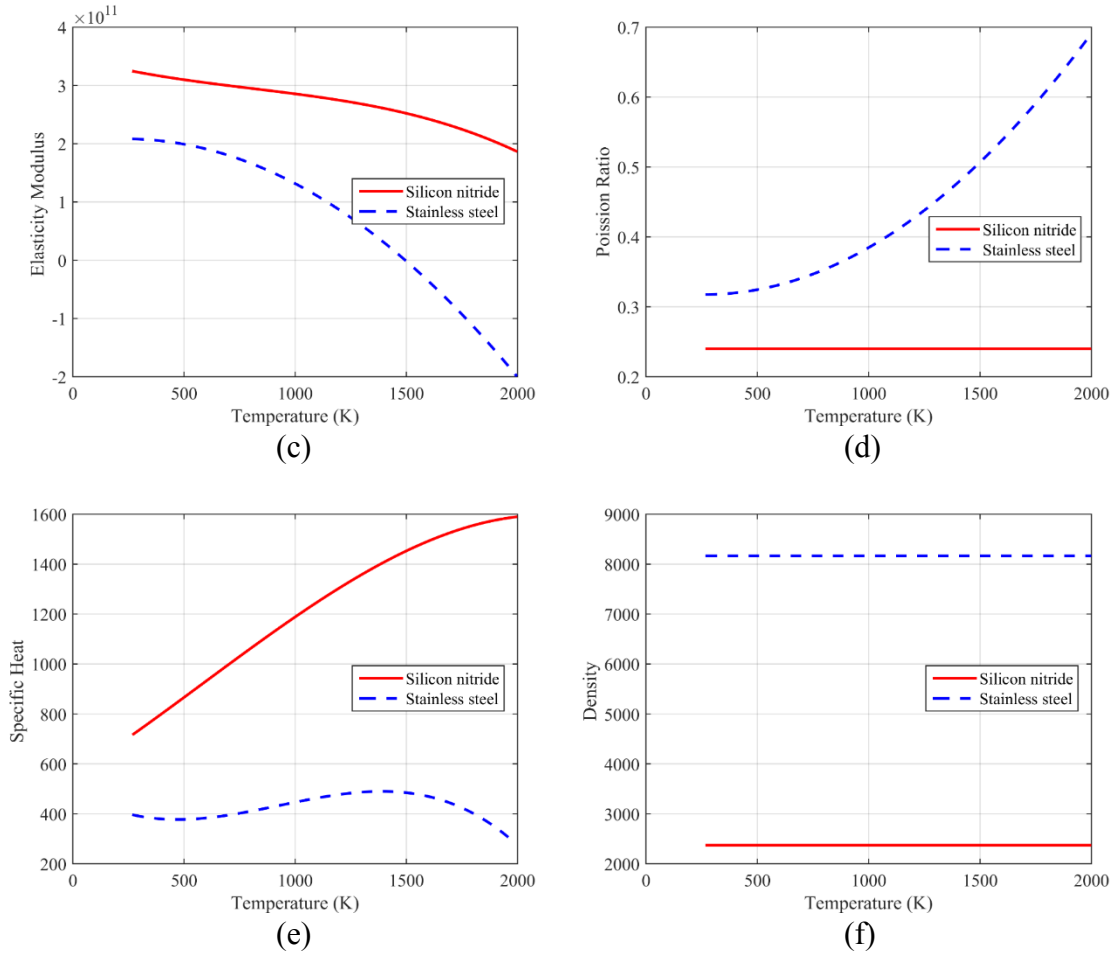 ×10¹¹
4
3
2
1
0
-1
-2
Elasticity Modulus
Silicon nitride
Stainless steel
0 500 1000 1500 2000
Temperature (K)
(c)
0.7
0.6
0.5
0.4
0.3
0.2
Poission Ratio
Silicon nitride
Stainless steel
0 500 1000 1500 2000
Temperature (K)
(d)
1600
1400
1200
1000
800
600
400
200
Specific Heat
Silicon nitride
Stainless steel
0 500 1000 1500 2000
Temperature (K)
(e)
9000
8000
7000
6000
5000
4000
3000
2000
Density
Silicon nitride
Stainless steel
0 500 1000 1500 2000
Temperature (K)
(f)